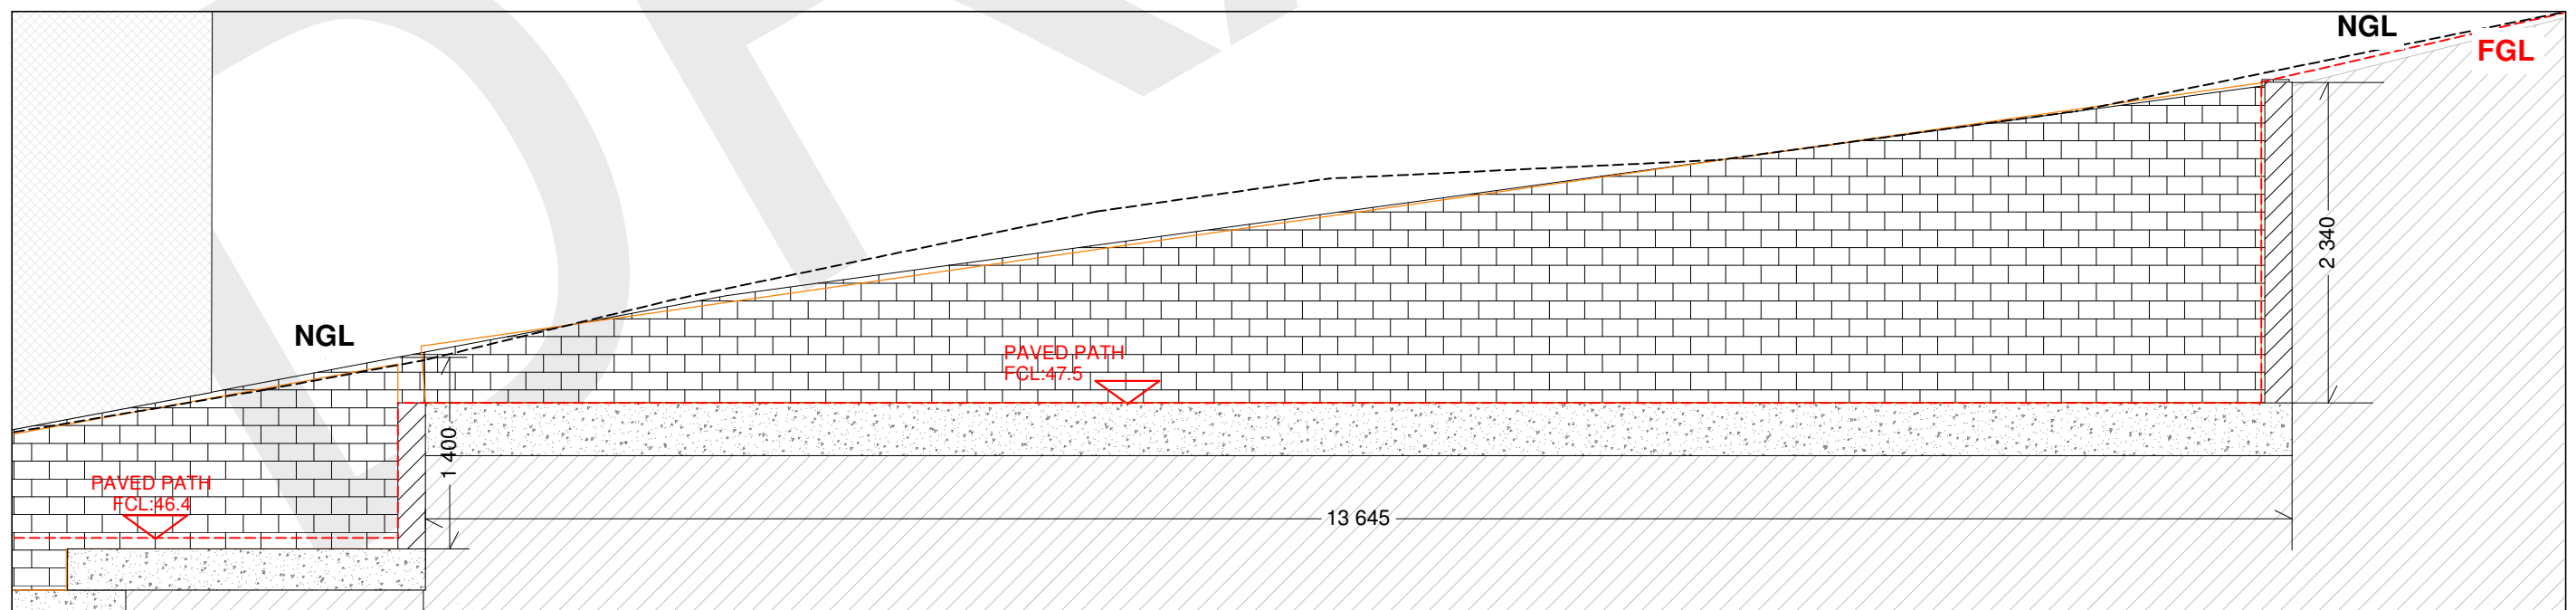 NGL
FGL
2 340
NGL
PAVED PATH
FCL:47.5
1 400
PAVED PATH
FCL:46.4
13 645